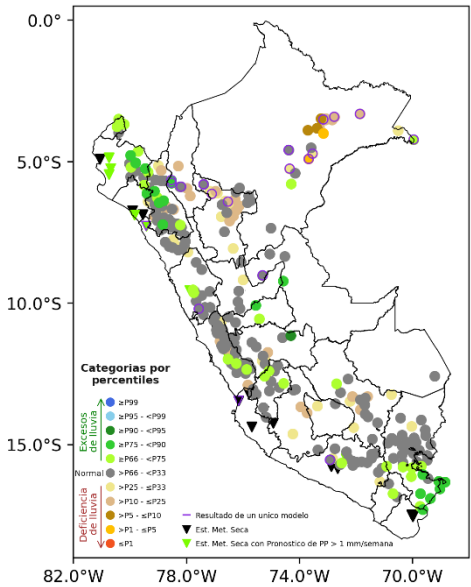 0.0°
5.0°S
10.0°S
15.0°S
82.0°W
78.0°W
74.0°W
70.0°W
Categorias por
percentiles
Excesos
de lluvia
Normal
Deficiencia
de lluvia
≥P99
≥P95 - <P99
≥P90 - <P95
≥P75 - <P90
≥P66 - <P75
>P66 - <P33
>P25 - ≤P33
>P10 - ≤P25
>P5 - ≤P10
>P1 - ≤P5
≤P1
Resultado de un unico modelo
Est. Met. Seca
Est. Met. Seca con Pronostico de PP > 1 mm/semana